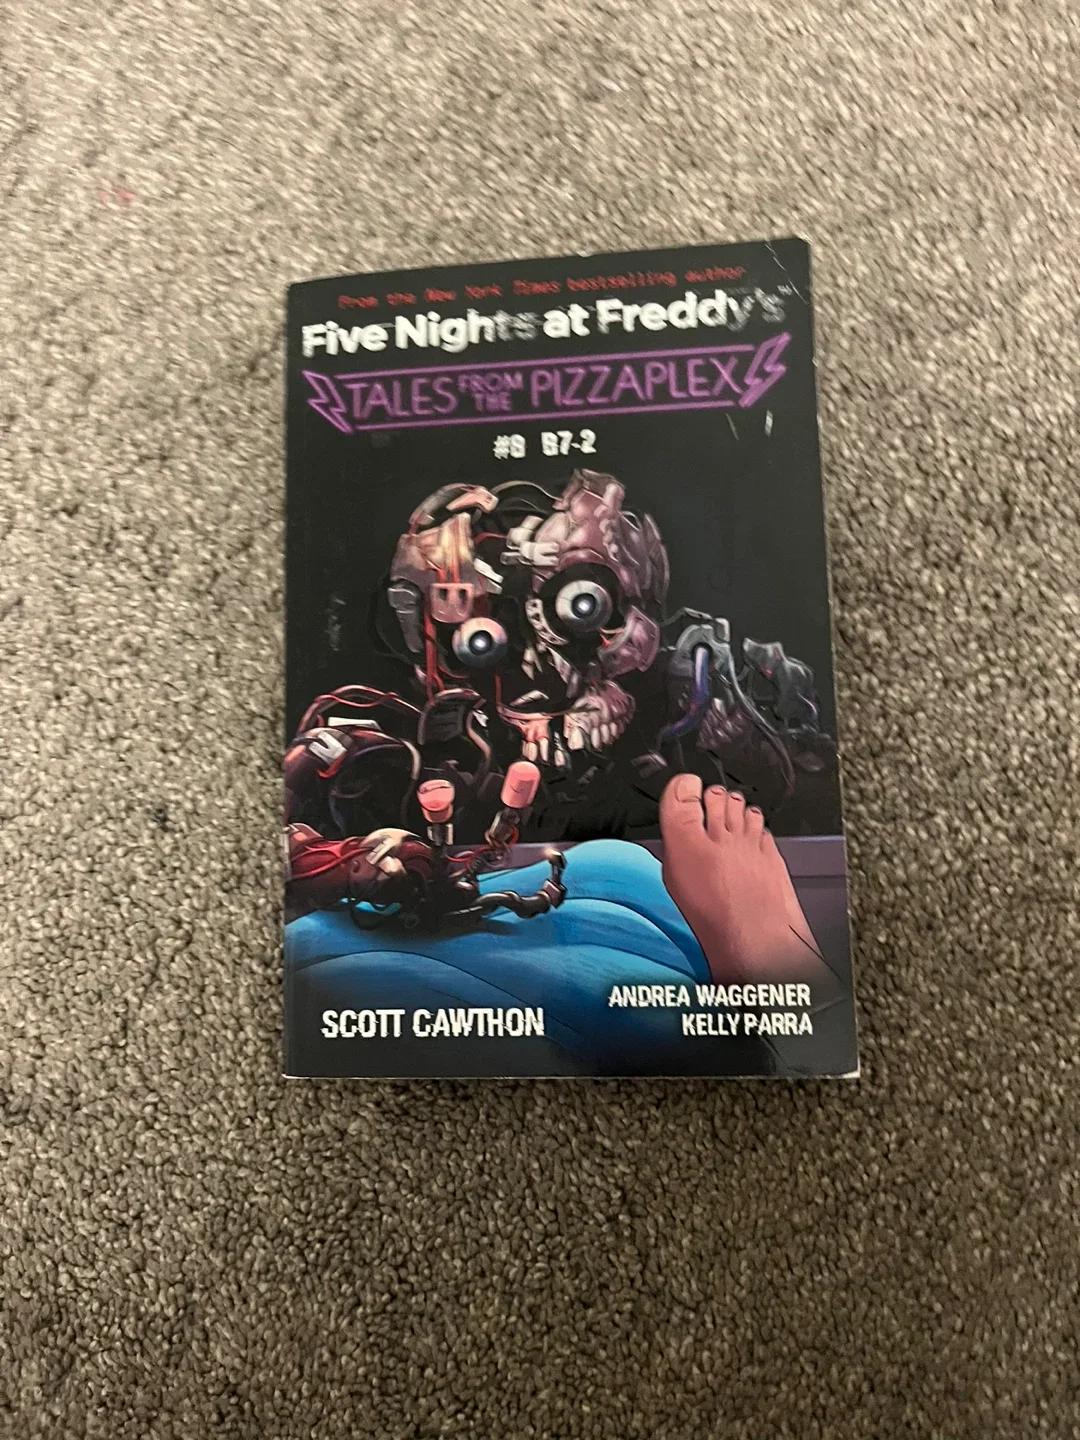 From the New York Times bestselling author
Five Nights at Freddy's™
TALES FROM THE PIZZAPLEX
#8 B7-2
SCOTT CAWTHON
ANDREA WAGGENER
KELLY PARRA